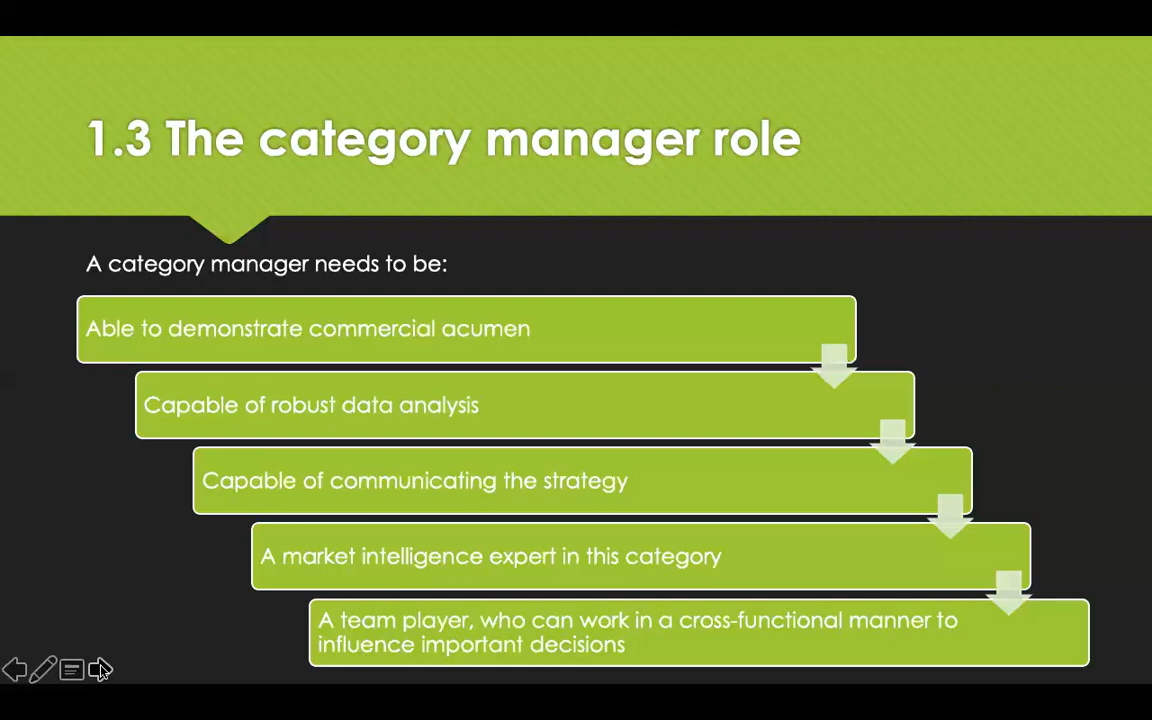 1.3 The category manager role
A category manager needs to be:
Able to demonstrate commercial acumen
Capable of robust data analysis
Capable of communicating the strategy
A market intelligence expert in this category
A team player, who can work in a cross-functional manner to
influence important decisions